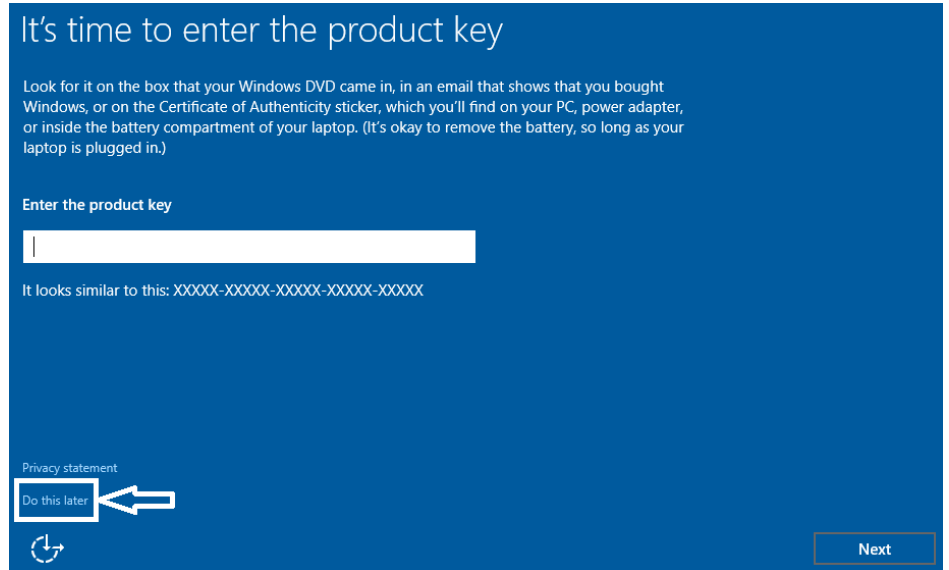 It's time to enter the product key
Look for it on the box that your Windows DVD came in, in an email that shows that you bought
Windows, or on the Certificate of Authenticity sticker, which you'll find on your PC, power adapter,
or inside the battery compartment of your laptop. (It's okay to remove the battery, so long as your
laptop is plugged in.)
Enter the product key
It looks similar to this: XXXXX-XXXXX-XXXXX-XXXXX-XXXXX
Privacy statement
Do this later
Next